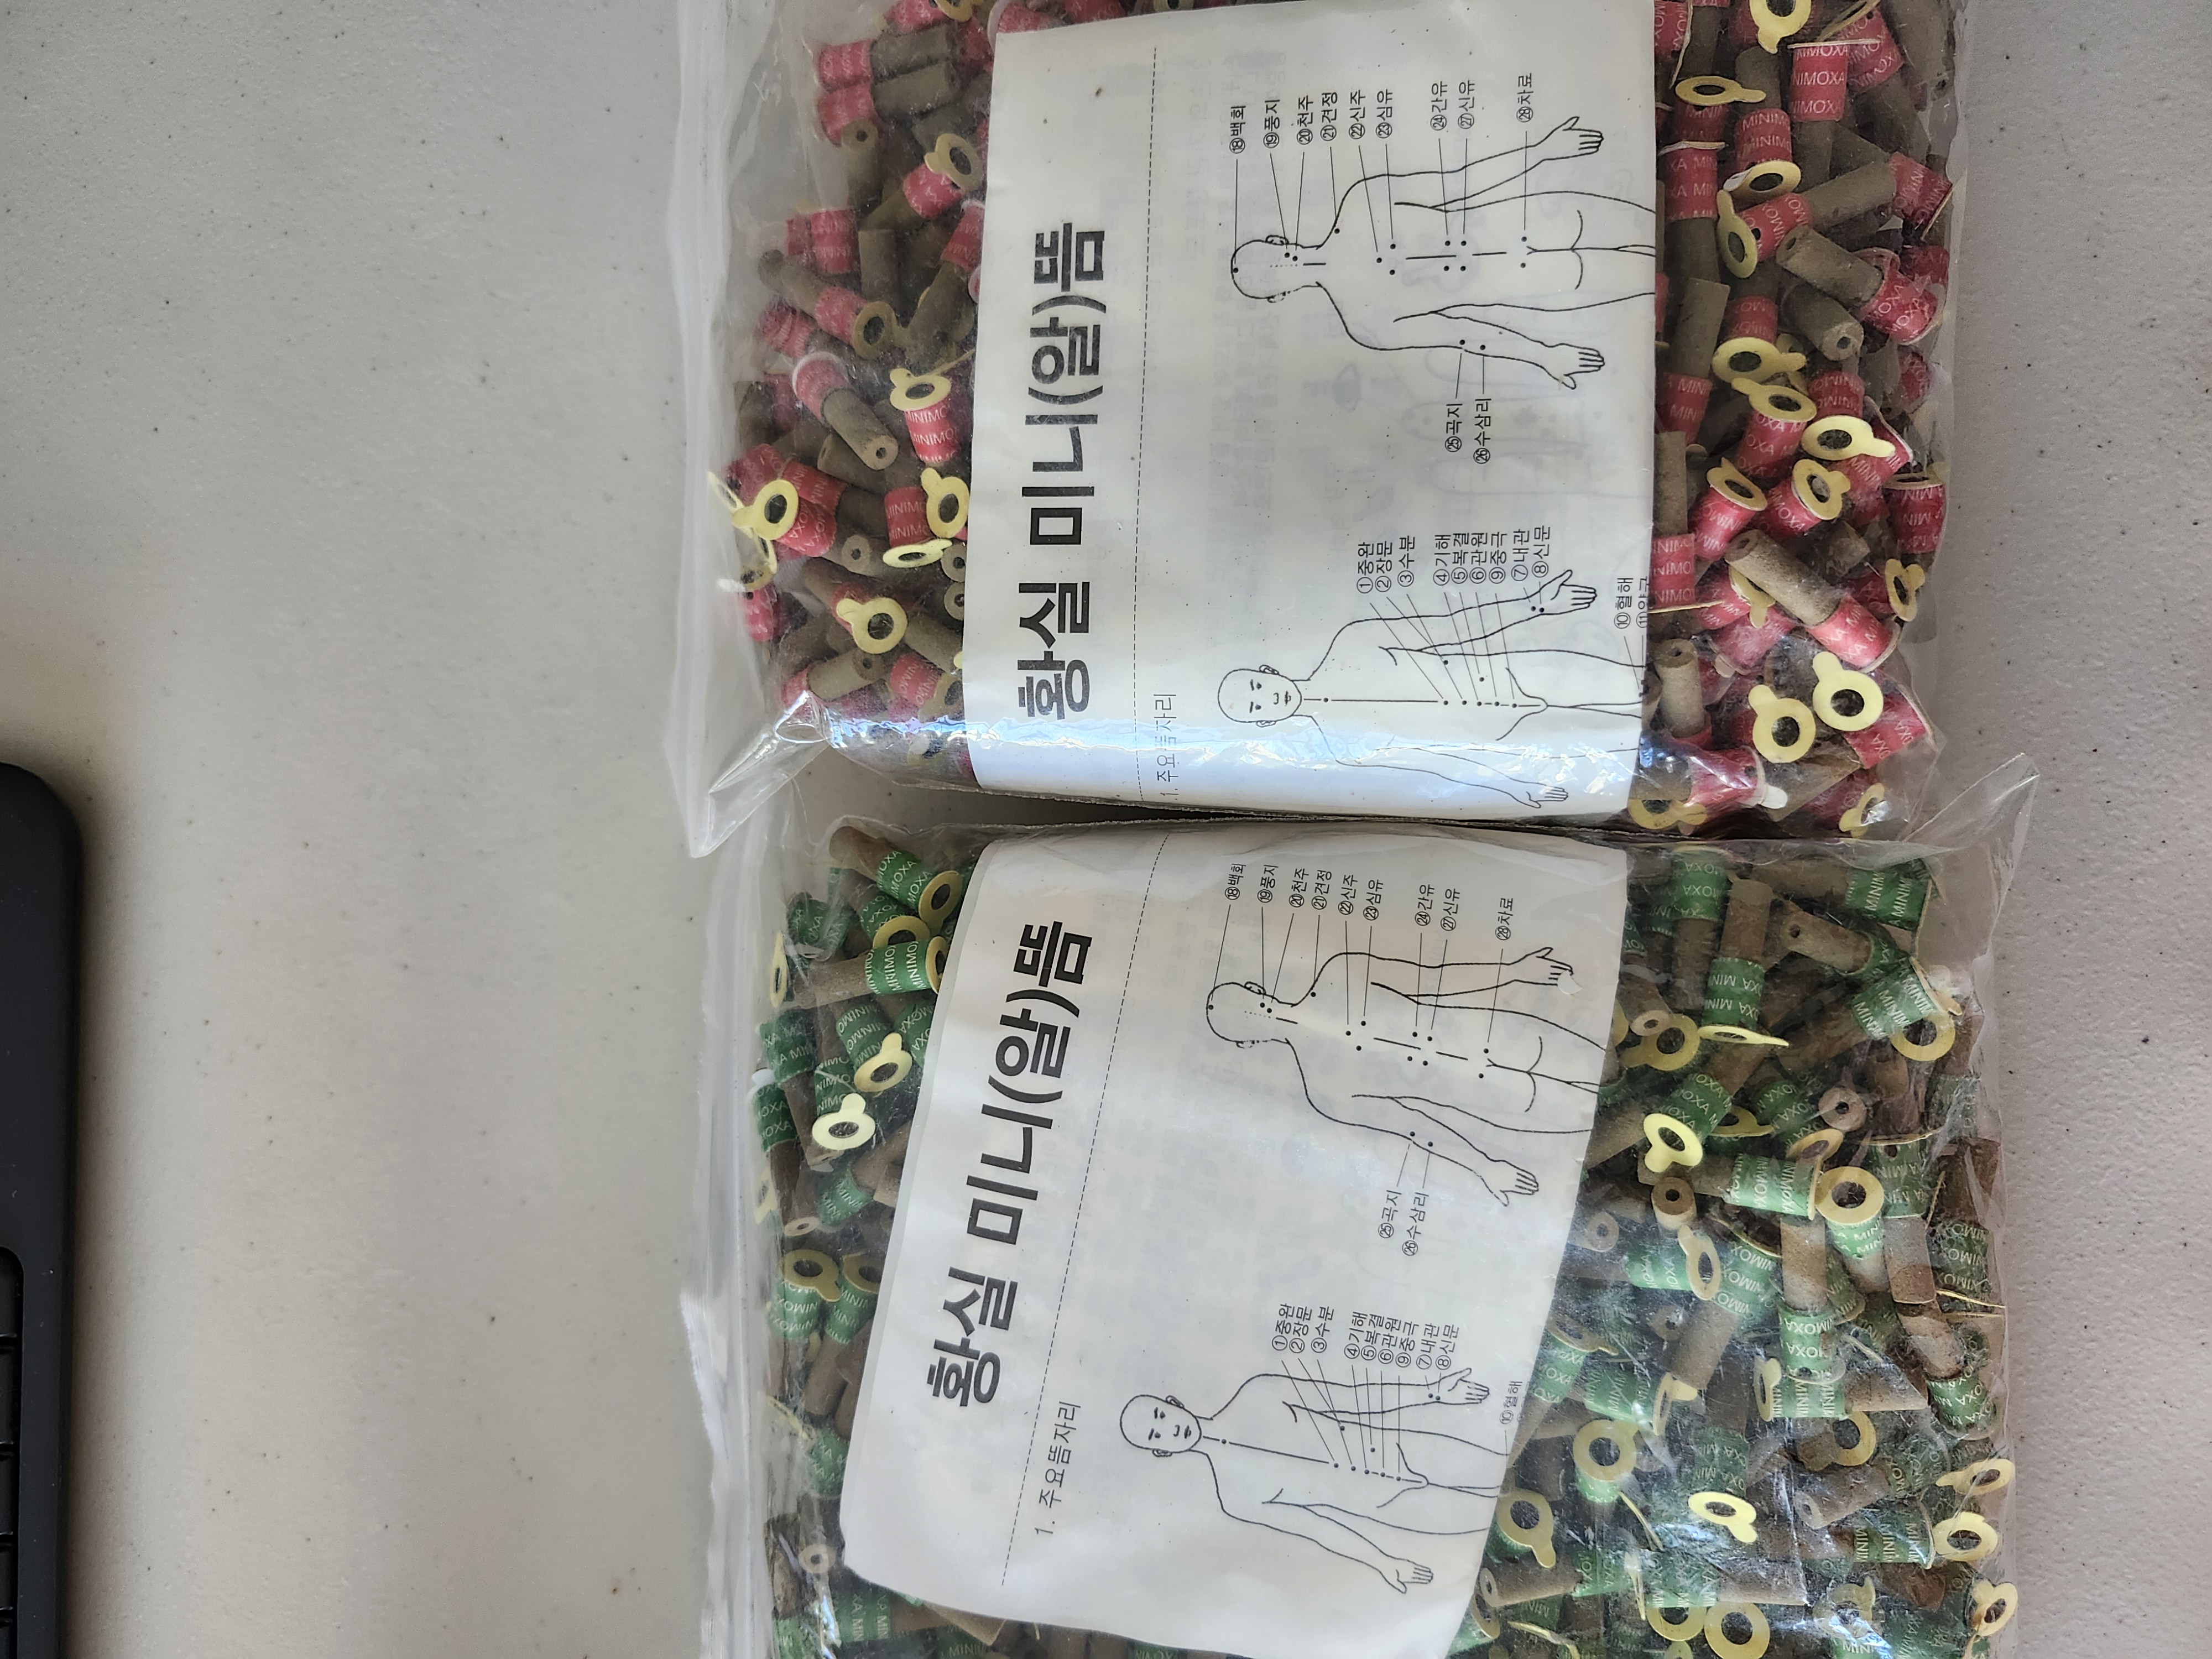 황실 미니(알)뜸
1. 주요뜸자리
⑱백회
⑲풍지
⑳천주
㉑견정
㉒신주
㉓심유
㉔간유
㉗신유
㉘차료
㉕곡지
㉖수삼리
①중완
②장문
③수분
④기해
⑤복결
⑥관원
⑨중극
⑦내관
⑧신문
⑩혈해
황실 미니(알)뜸
1. 주요뜸자리
⑱백회
⑲풍지
⑳천주
㉑견정
㉒신주
㉓심유
㉔간유
㉗신유
㉘차료
㉕곡지
㉖수삼리
①중완
②장문
③수분
④기해
⑤복결
⑥관원
⑨중극
⑦내관
⑧신문
⑩혈해
MINIMOXA
MINIMOXA